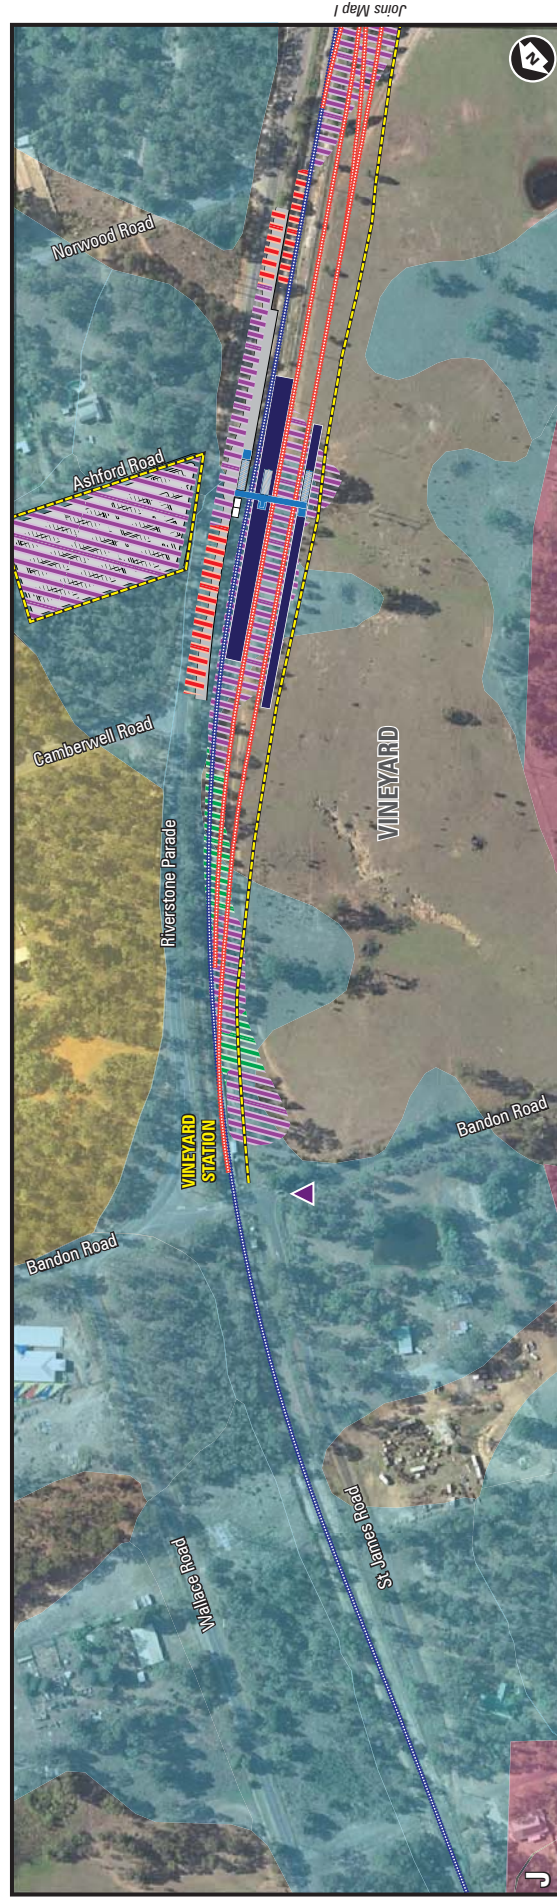 Joins Map I
N
Norwood Road
Ashford Road
Camberwell Road
Riverstone Parade
VINEYARD
VINEYARD
STATION
Bandon Road
Bandon Road
St James Road
Wallace Road
J